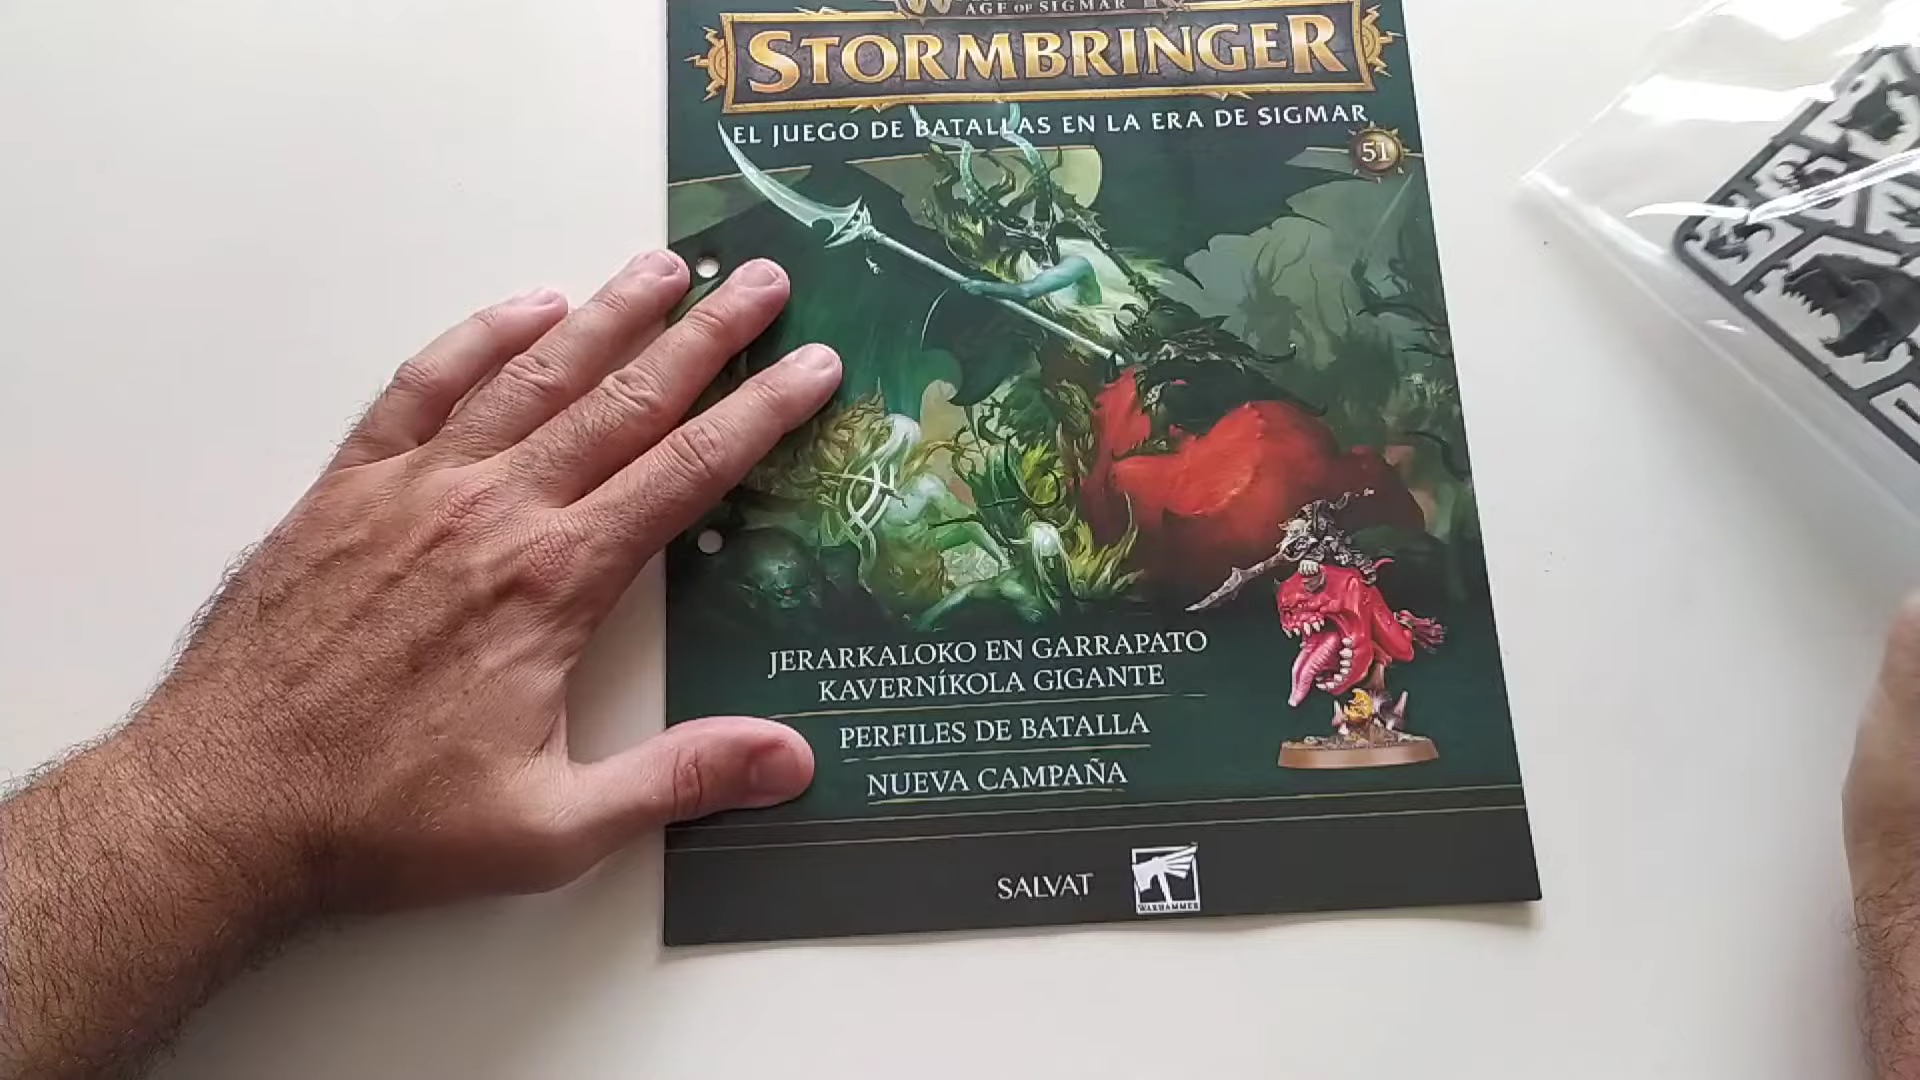 AGE OF SIGMAR
STORMBRINGER
EL JUEGO DE BATALLAS EN LA ERA DE SIGMAR
51
JERARKALOKO EN GARRAPATO
KAVERNÍKOLA GIGANTE
PERFILES DE BATALLA
NUEVA CAMPAÑA
SALVAT
WARHAMMER